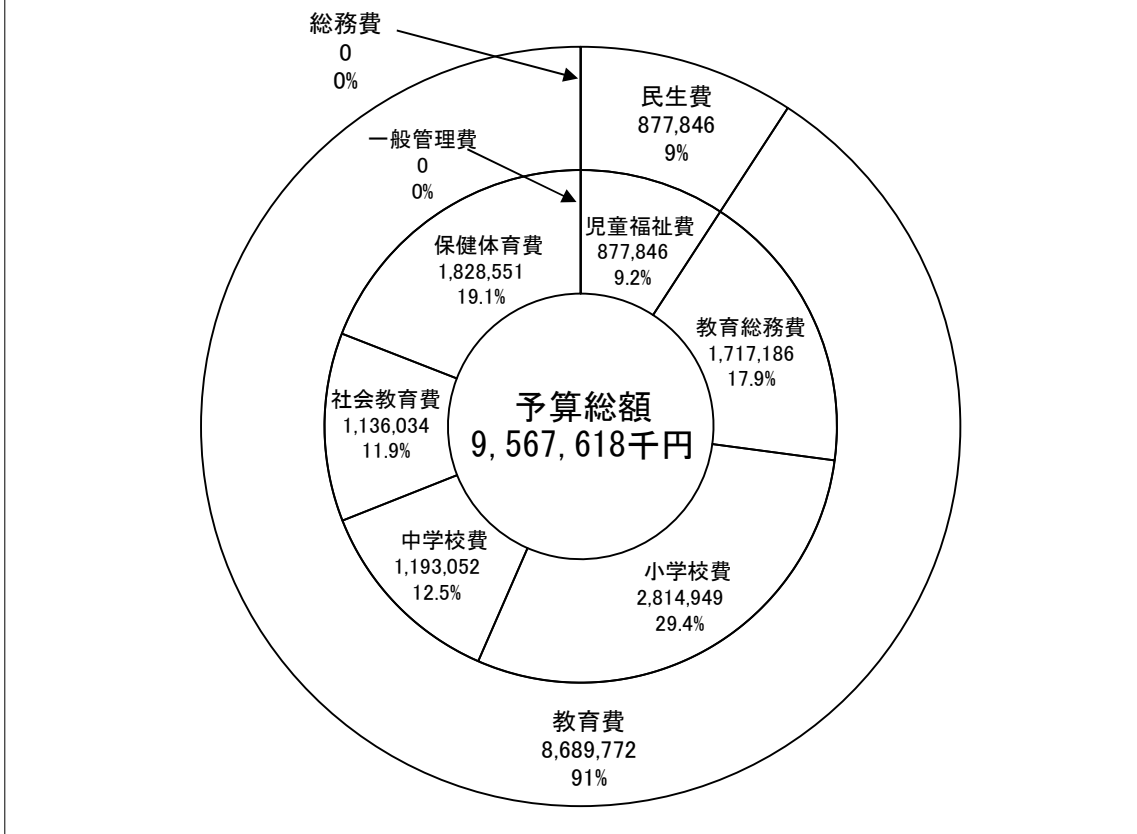 総務費
0
0%
民生費
877,846
9%
一般管理費
0
0%
児童福祉費
877,846
9.2%
保健体育費
1,828,551
19.1%
教育総務費
1,717,186
17.9%
社会教育費
1,136,034
11.9%
予算総額
9,567,618千円
中学校費
1,193,052
12.5%
小学校費
2,814,949
29.4%
教育費
8,689,772
91%